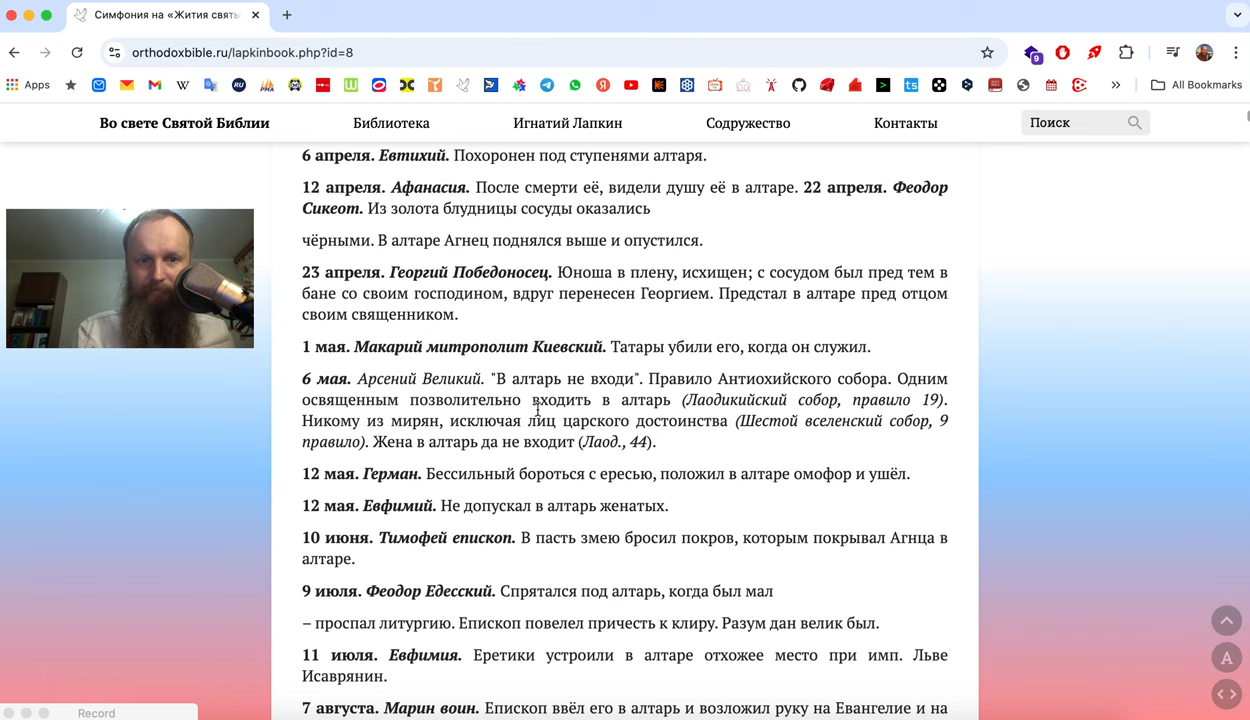 Симфония на «Жития святы
orthodoxbible.ru/lapkinbook.php?id=8
9
Apps
W
RU
ts
All Bookmarks
Во свете Святой Библии
Библиотека
Игнатий Лапкин
Содружество
Контакты
Поиск
6 апреля. Евтихий. Похоронен под ступенями алтаря.
12 апреля. Афанасия. После смерти её, видели душу её в алтаре. 22 апреля. Феодор
Сикеот. Из золота блудницы сосуды оказались
чёрными. В алтаре Агнец поднялся выше и опустился.
23 апреля. Георгий Победоносец. Юноша в плену, исхищен; с сосудом был пред тем в
бане со своим господином, вдруг перенесен Георгием. Предстал в алтаре пред отцом
своим священником.
1 мая. Макарий митрополит Киевский. Татары убили его, когда он служил.
6 мая. Арсений Великий. "В алтарь не входи". Правило Антиохийского собора. Одним
освященным позволительно входить в алтарь (Лаодикийский собор, правило 19).
Никому из мирян, исключая лиц царского достоинства (Шестой вселенский собор, 9
правило). Жена в алтарь да не входит (Лаод., 44).
12 мая. Герман. Бессильный бороться с ересью, положил в алтаре омофор и ушёл.
12 мая. Евфимий. Не допускал в алтарь женатых.
10 июня. Тимофей епископ. В пасть змею бросил покров, которым покрывал Агнца в
алтаре.
9 июля. Феодор Едесский. Спрятался под алтарь, когда был мал
– проспал литургию. Епископ повелел причесть к клиру. Разум дан велик был.
11 июля. Евфимия. Еретики устроили в алтаре отхожее место при имп. Льве
Исаврянин.
7 августа. Марин воин. Епископ ввёл его в алтарь и возложил руку на Евангелие и на
A
Record